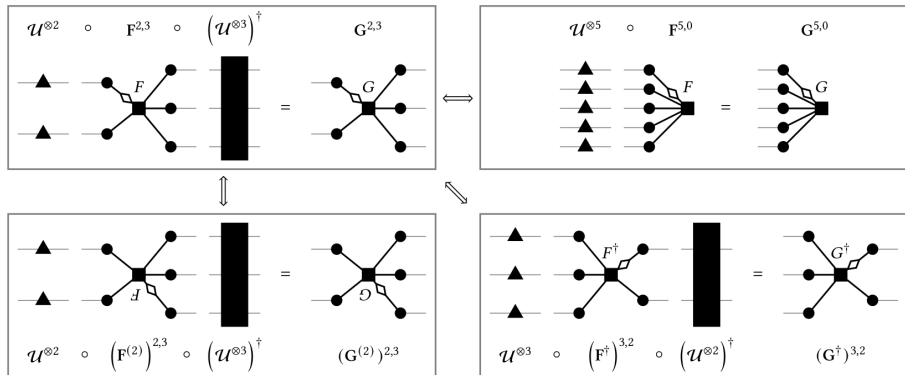 𝒰^{⊗2} ∘ F^{2,3} ∘ (𝒰^{⊗3})^† G^{2,3}
F = G
⟺
𝒰^{⊗5} ∘ F^{5,0} G^{5,0}
F = G
⇕ ⤡
F = G
𝒰^{⊗2} ∘ (F^{(2)})^{2,3} ∘ (𝒰^{⊗3})^† (G^{(2)})^{2,3}
F^† = G^†
𝒰^{⊗3} ∘ (F^†)^{3,2} ∘ (𝒰^{⊗2})^† (G^†)^{3,2}